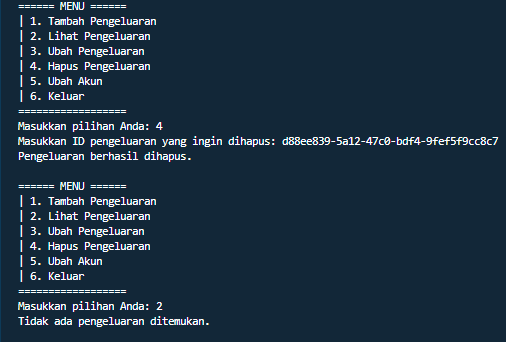 ====== MENU ======
| 1. Tambah Pengeluaran
| 2. Lihat Pengeluaran
| 3. Ubah Pengeluaran
| 4. Hapus Pengeluaran
| 5. Ubah Akun
| 6. Keluar
==================
Masukkan pilihan Anda: 4
Masukkan ID pengeluaran yang ingin dihapus: d88ee839-5a12-47c0-bdf4-9fef5f9cc8c7
Pengeluaran berhasil dihapus.

====== MENU ======
| 1. Tambah Pengeluaran
| 2. Lihat Pengeluaran
| 3. Ubah Pengeluaran
| 4. Hapus Pengeluaran
| 5. Ubah Akun
| 6. Keluar
==================
Masukkan pilihan Anda: 2
Tidak ada pengeluaran ditemukan.